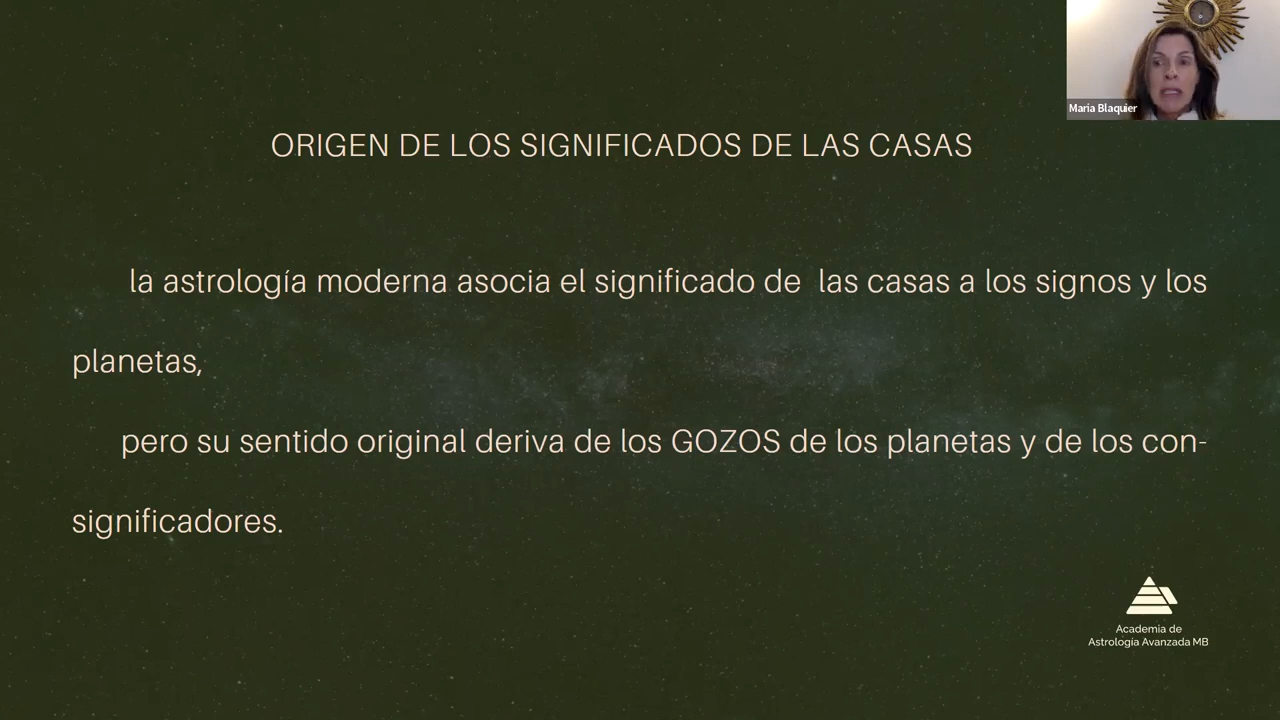 María Blaquier
ORIGEN DE LOS SIGNIFICADOS DE LAS CASAS
la astrología moderna asocia el significado de las casas a los signos y los
planetas,
pero su sentido original deriva de los GOZOS de los planetas y de los con-
significadores.
Academia de
Astrología Avanzada MB